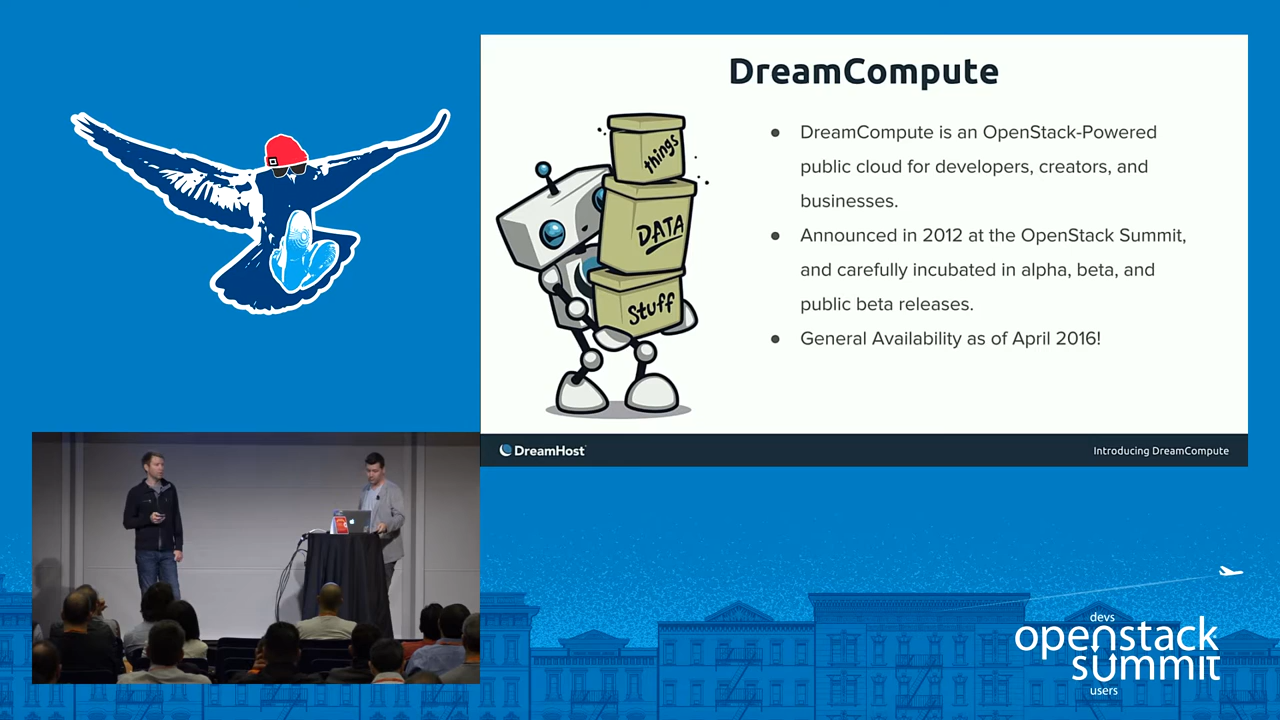 DreamCompute
things
DATA
Stuff
● DreamCompute is an OpenStack-Powered
public cloud for developers, creators, and
businesses.
● Announced in 2012 at the OpenStack Summit,
and carefully incubated in alpha, beta, and
public beta releases.
● General Availability as of April 2016!
DreamHost
Introducing DreamCompute
devs
openstack
summit
users